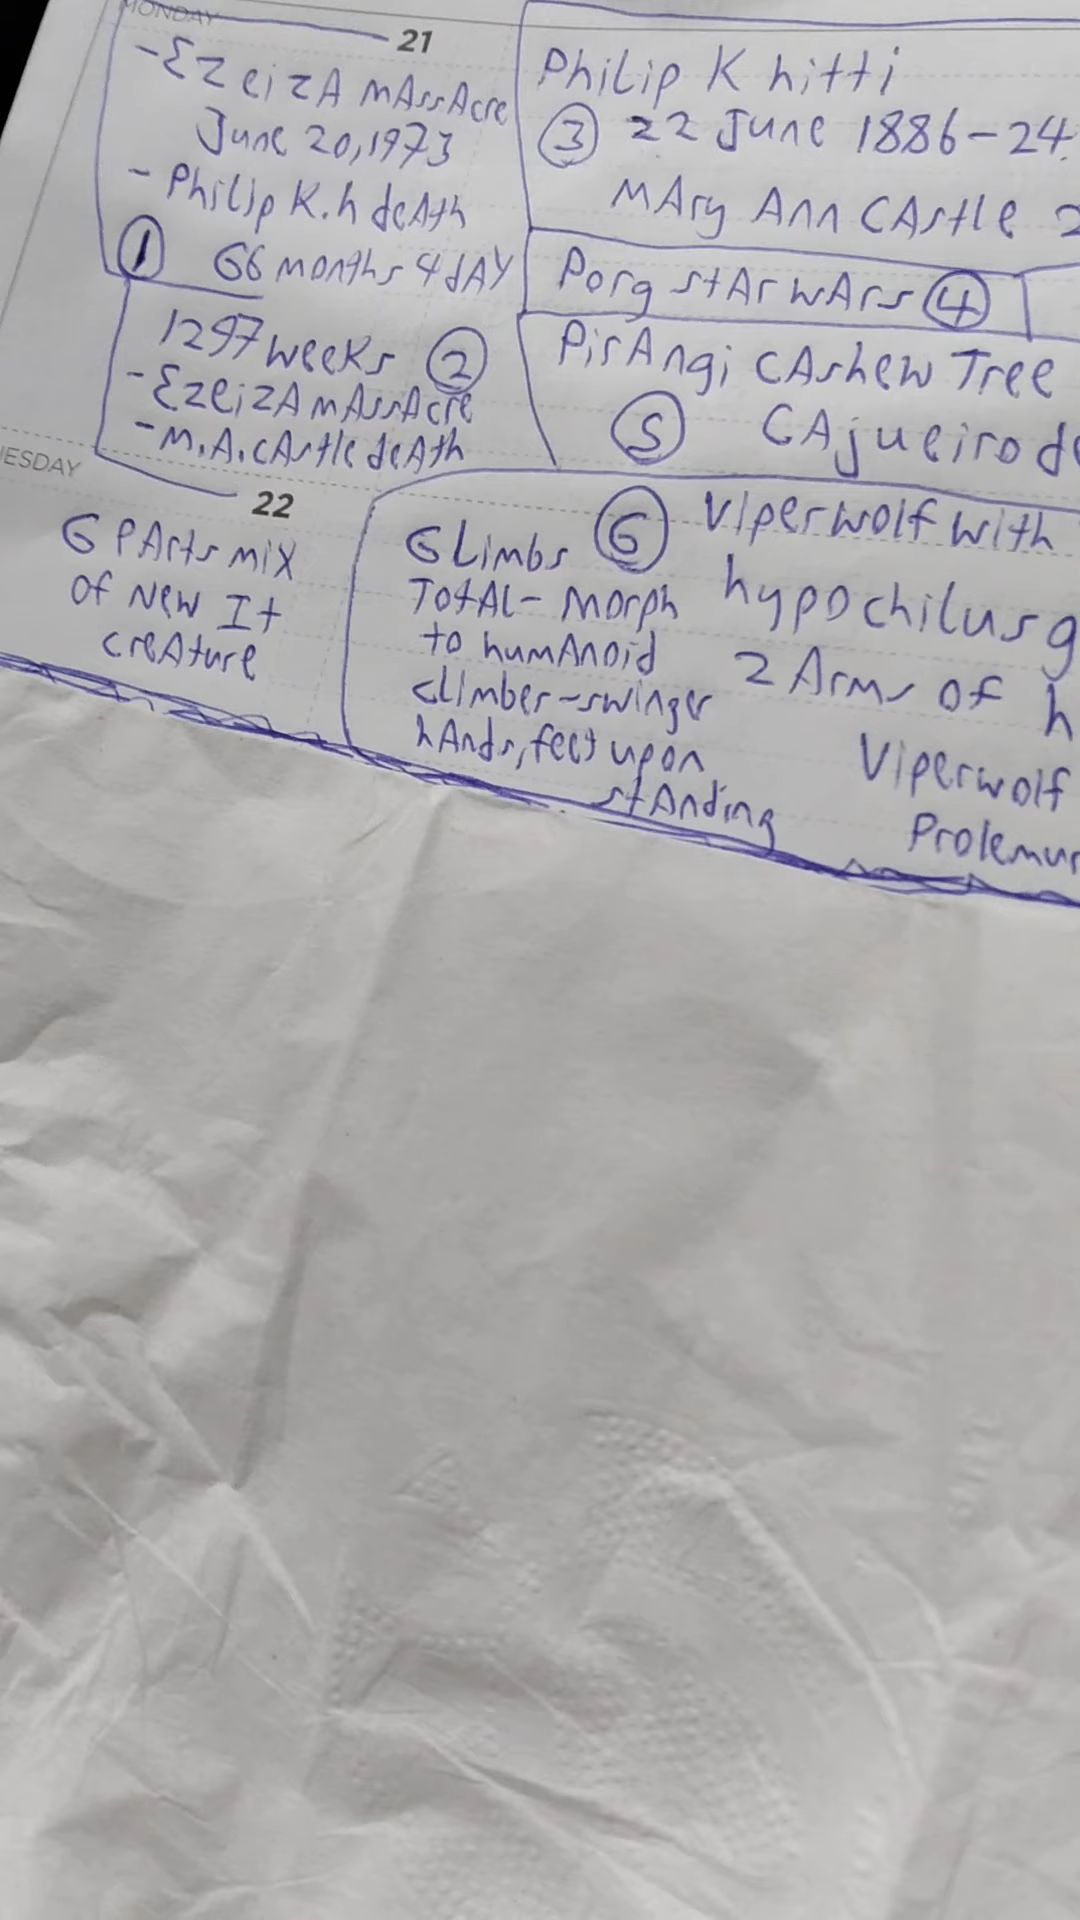 MONDAY
21
-EzeizA mAssAcre
June 20, 1973
- Philip K. h deAth
1 66 months 4 dAY
1297 weeks 2
-EzeizA mAssAcre
-M.A. cAstle deAth
Philip K hitti
3 22 June 1886-24
MAry Ann CAstle 2
Porg stAr wArs 4
PirAngi cAshew Tree
5 CAjueiro de
UESDAY
22
6 PArts mix
of New It
creAture
6 Limbs 6
TotAl- morph
to humAnoid
climber-swinger
hAnds, feet upon
stAnding
Viperwolf with
hypochilus g
2 Arms of h
Viperwolf
Prolemur